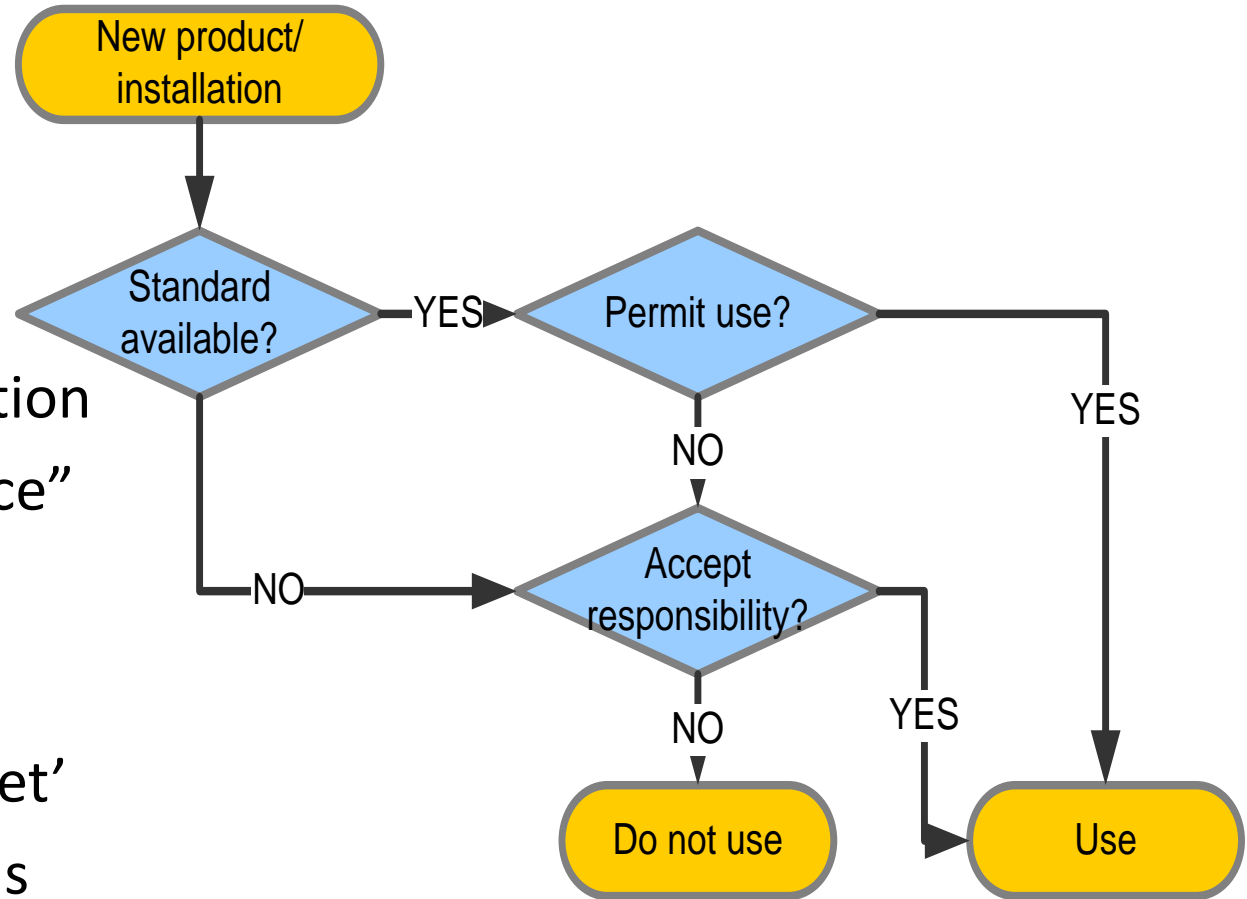 New product/
installation
Standard
available?
YES
Permit use?
YES
NO
NO
Accept
responsibility?
NO
YES
Do not use
Use
tion
ce”
et’
s